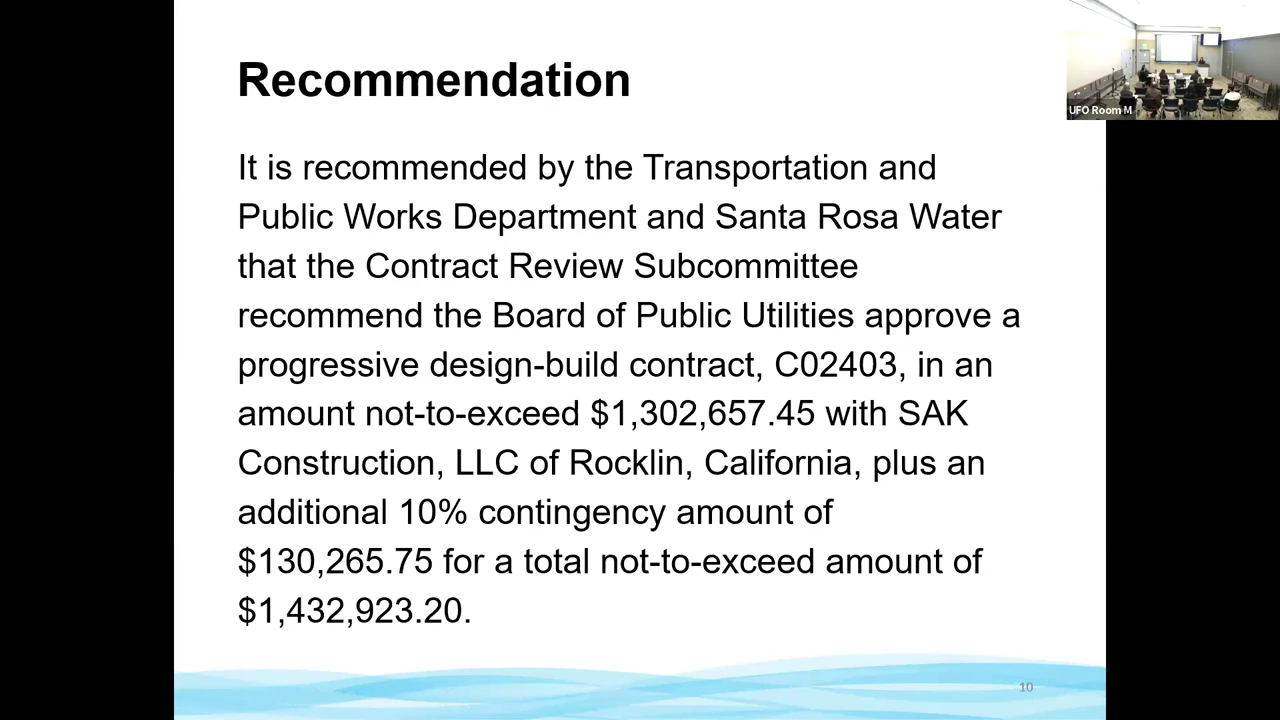 Recommendation
It is recommended by the Transportation and
Public Works Department and Santa Rosa Water
that the Contract Review Subcommittee
recommend the Board of Public Utilities approve a
progressive design-build contract, C02403, in an
amount not-to-exceed $1,302,657.45 with SAK
Construction, LLC of Rocklin, California, plus an
additional 10% contingency amount of
$130,265.75 for a total not-to-exceed amount of
$1,432,923.20.
10
UFO Room M